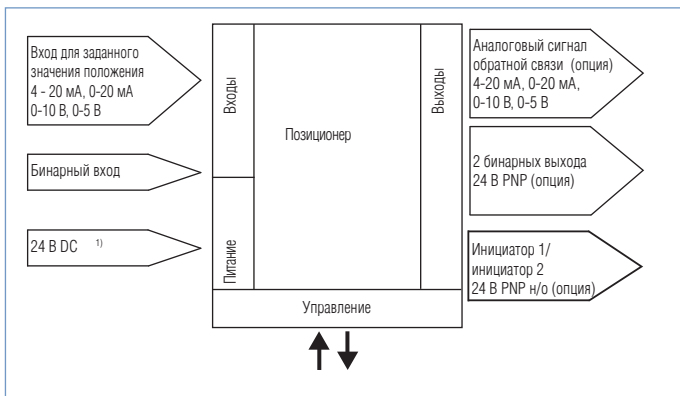 Вход для заданного
значения положения
4 - 20 мА, 0-20 мА
0-10 В, 0-5 В
Бинарный вход
24 В DC 1)
Входы
Питание
Позиционер
Выходы
Управление
Аналоговый сигнал
обратной связи (опция)
4-20 мА, 0-20 мА,
0-10 В, 0-5 В
2 бинарных выхода
24 В PNP (опция)
Инициатор 1/
инициатор 2
24 В PNP н/о (опция)